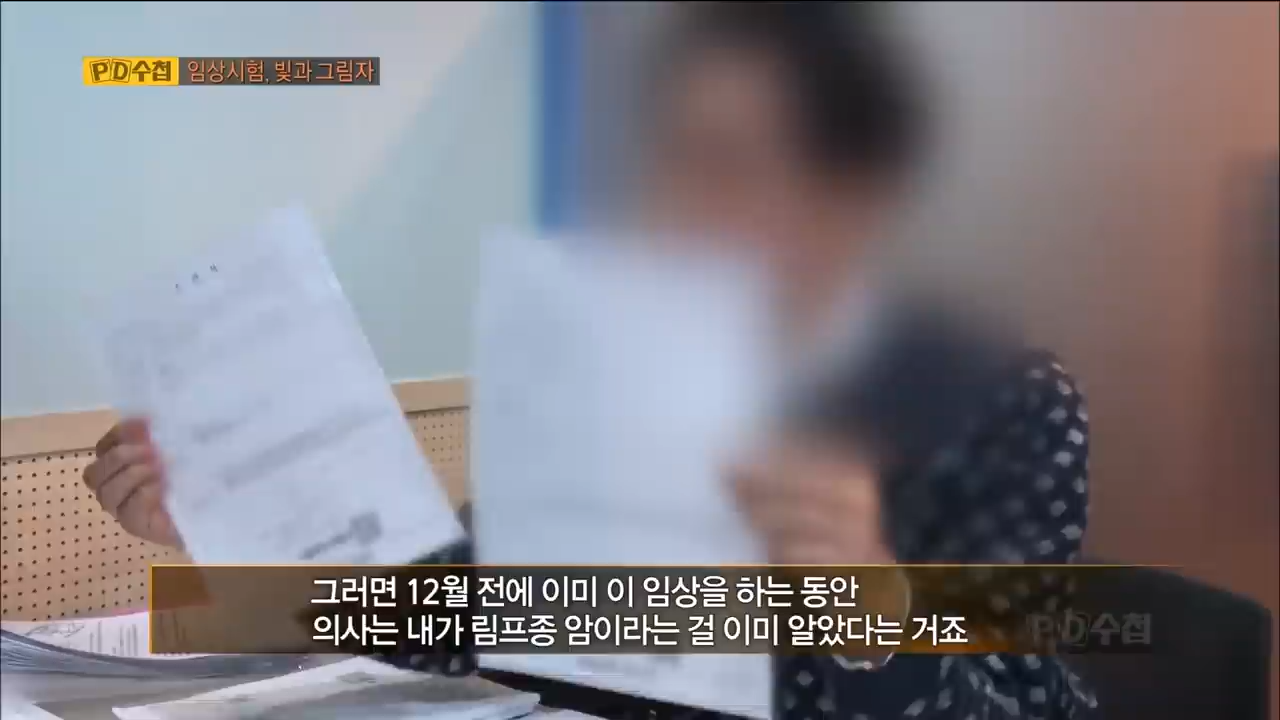 PD수첩 임상시험, 빛과 그림자
그러면 12월 전에 이미 이 임상을 하는 동안
의사는 내가 림프종 암이라는 걸 이미 알았다는 거죠
PD수첩